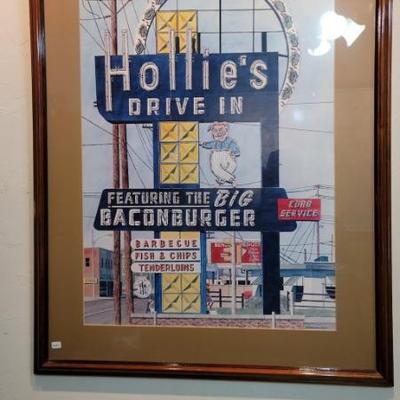 Hollie's
DRIVE IN
FEATURING THE BiG
BACONBURGER
CURB
SERVICE
BARBECUE
FISH & CHIPS
TENDERLOINS